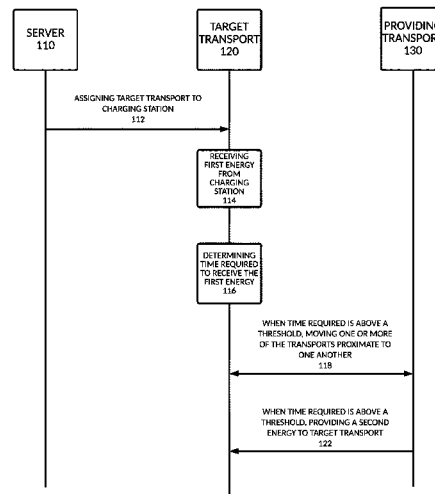 SERVER
110
TARGET
TRANSPORT
120
PROVIDING
TRANSPORT
130
ASSIGNING TARGET TRANSPORT TO
CHARGING STATION
112
RECEIVING
FIRST ENERGY
FROM
CHARGING
STATION
114
DETERMINING
TIME REQUIRED
TO RECEIVE THE
FIRST ENERGY
116
WHEN TIME REQUIRED IS ABOVE A
THRESHOLD, MOVING ONE OR MORE
OF THE TRANSPORTS PROXIMATE TO
ONE ANOTHER
118
WHEN TIME REQUIRED IS ABOVE A
THRESHOLD, PROVIDING A SECOND
ENERGY TO TARGET TRANSPORT
122